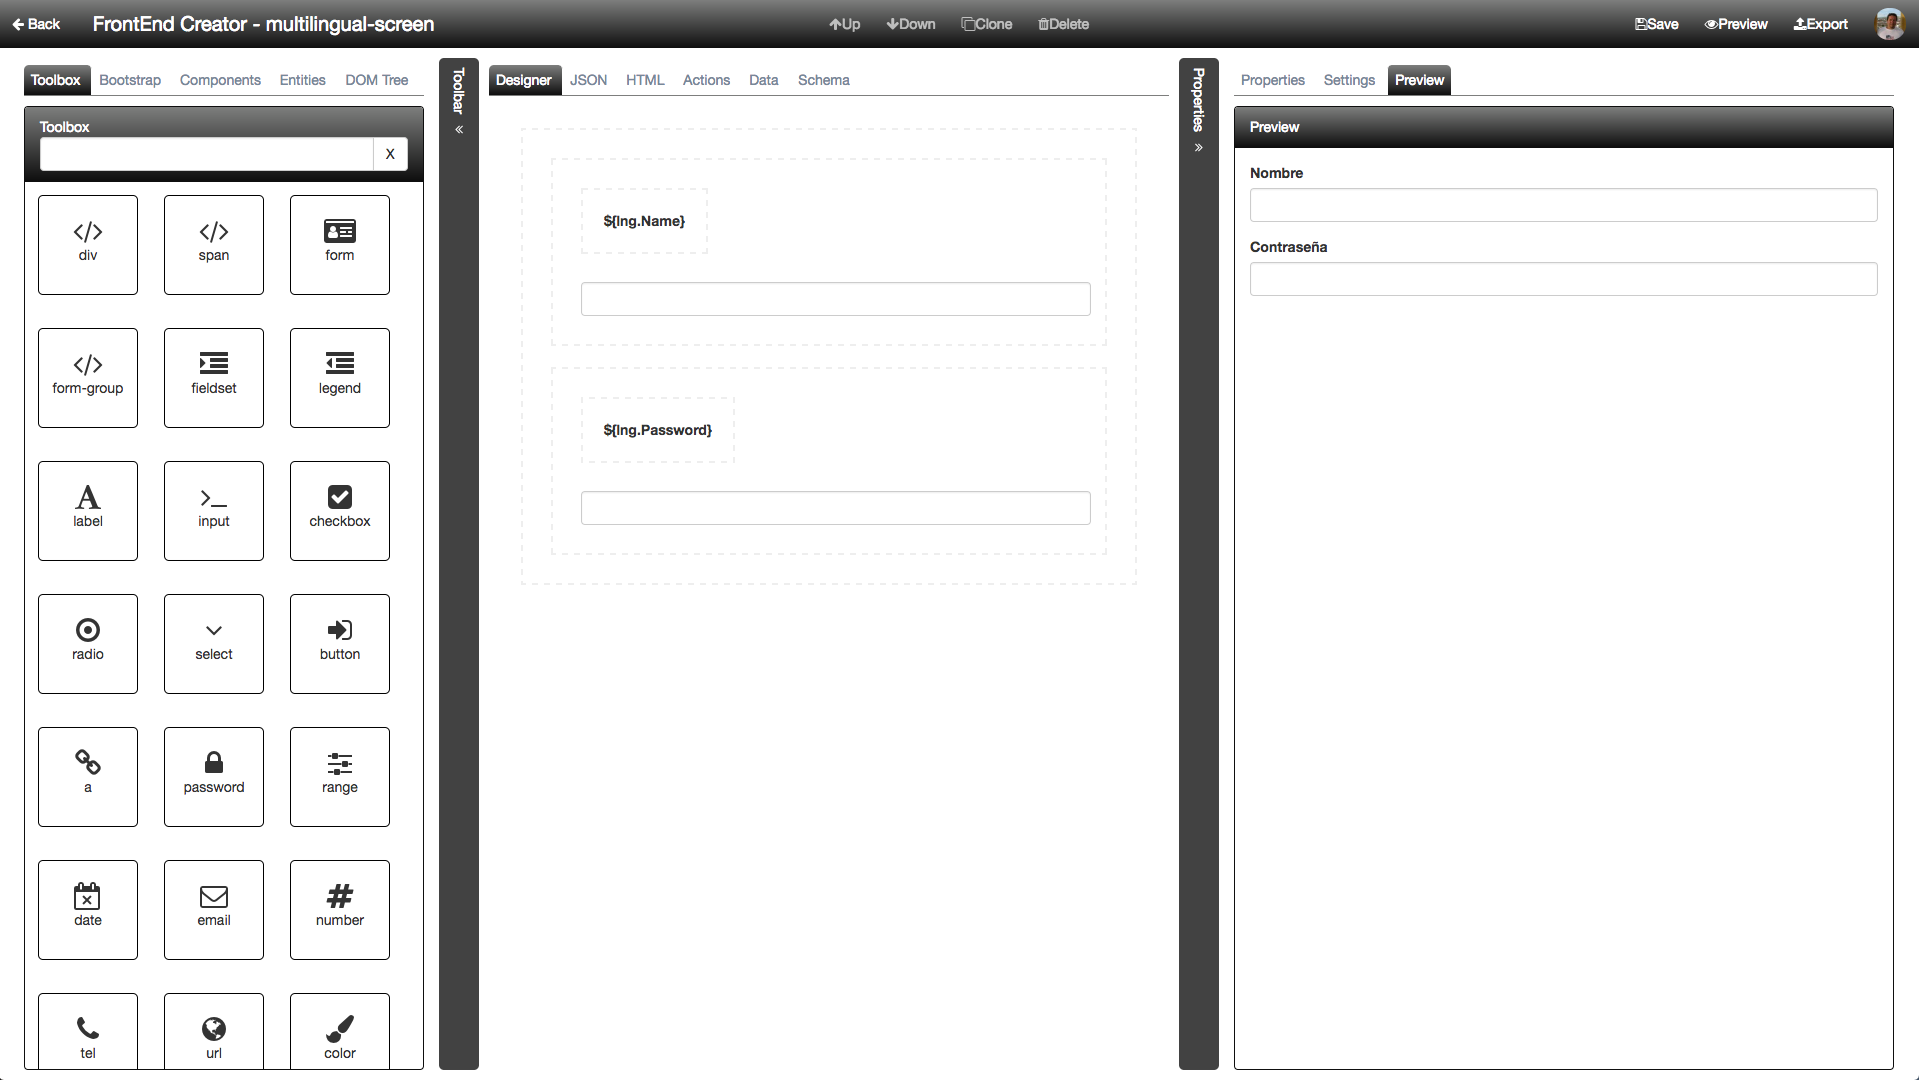 Back
FrontEnd Creator - multilingual-screen
Up Down Clone Delete
Save Preview Export
Toolbox Bootstrap Components Entities DOM Tree
Toolbox
X
div span form
form-group fieldset legend
label input checkbox
radio select button
a password range
date email number
tel url color
Toolbar «
Designer JSON HTML Actions Data Schema
${lng.Name}
${lng.Password}
Properties »
Properties Settings Preview
Preview
Nombre
Contraseña